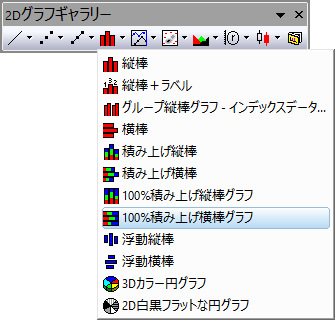 2Dグラフギャラリー
縦棒
縦棒+ラベル
グループ縦棒グラフ - インデックスデータ...
横棒
積み上げ縦棒
積み上げ横棒
100%積み上げ縦棒グラフ
100%積み上げ横棒グラフ
浮動縦棒
浮動横棒
3Dカラー円グラフ
2D白黒フラットな円グラフ